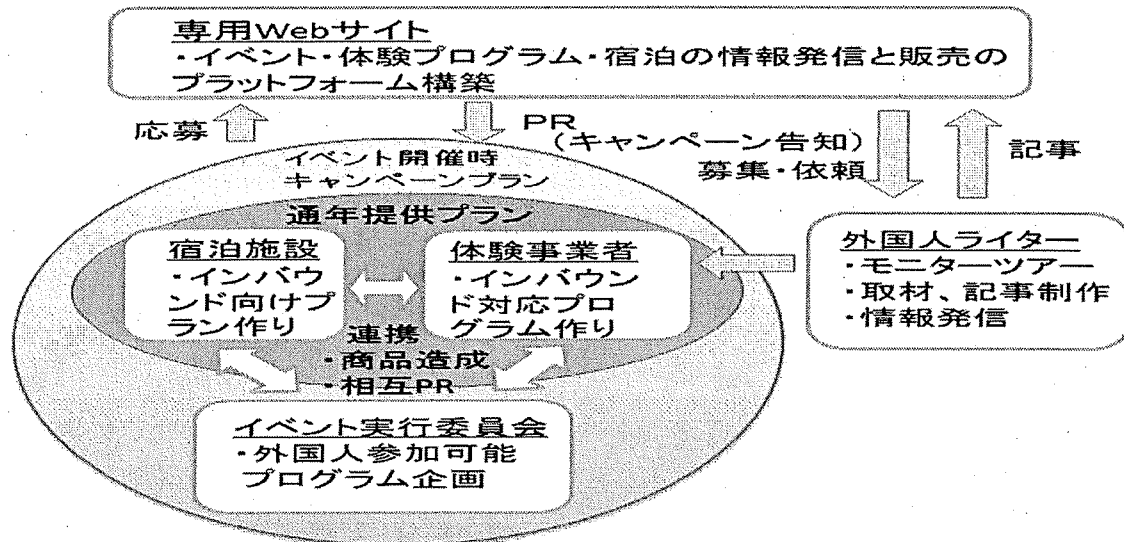 専用Webサイト
・イベント・体験プログラム・宿泊の情報発信と販売の
プラットフォーム構築
応募
PR
(キャンペーン告知)
募集・依頼
記事
イベント開催時
キャンペーンプラン
通年提供プラン
宿泊施設
・インバウ
ンド向けプ
ラン作り
体験事業者
・インバウン
ド対応プロ
グラム作り
外国人ライター
・モニターツアー
・取材、記事制作
・情報発信
連携
・商品造成
・相互PR
イベント実行委員会
・外国人参加可能
プログラム企画